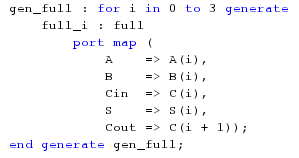 gen_full : for i in 0 to 3 generate
full_i : full
port map (
A => A(i),
B => B(i),
Cin => C(i),
S => S(i),
Cout => C(i + 1));
end generate gen_full;